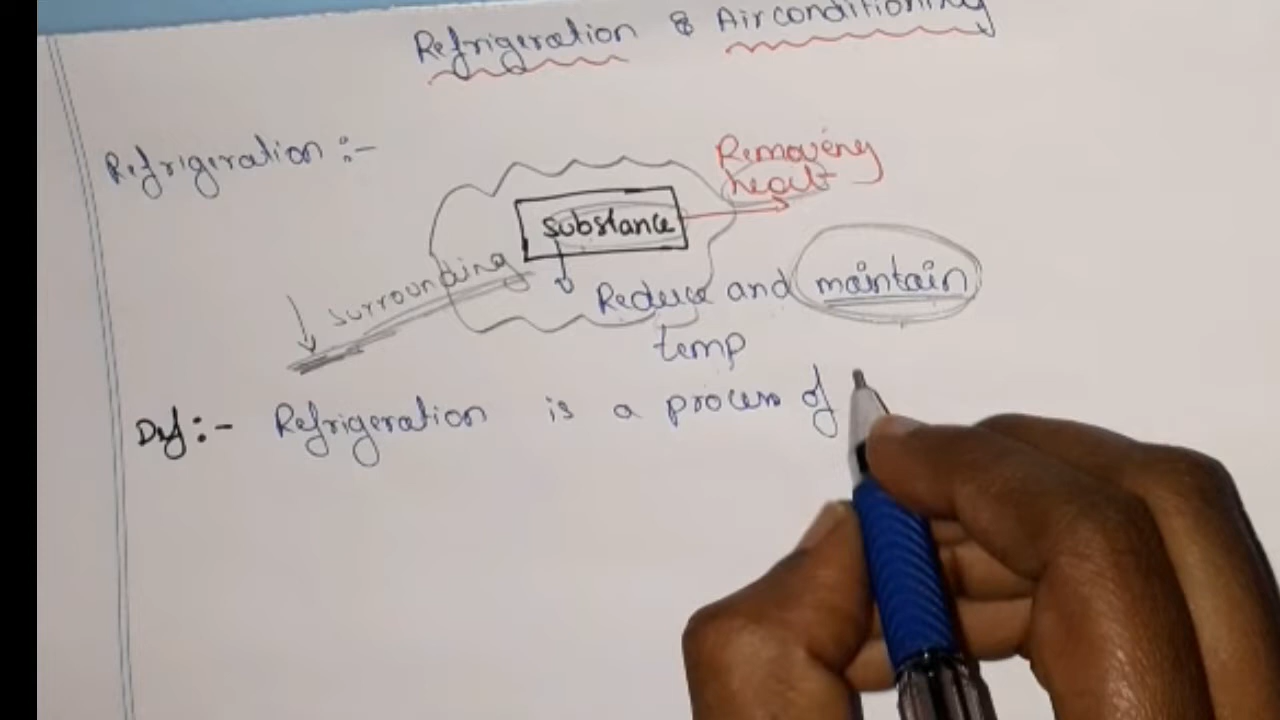 Refrigeration & Airconditioning
Refrigeration :-
Removing
heat
substance
surrounding
Reduce and maintain
temp
Def :- Refrigeration is a process of